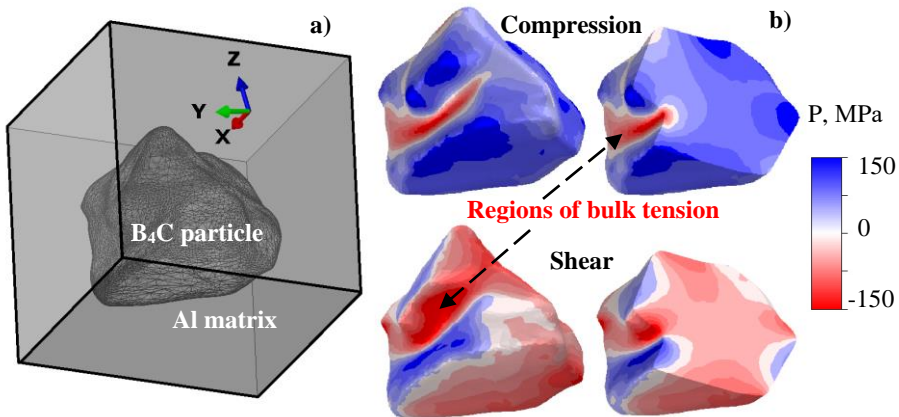 a)
Z
Y
X
B₄C particle
Al matrix
Compression
b)
P, MPa
150
0
-150
Regions of bulk tension
Shear